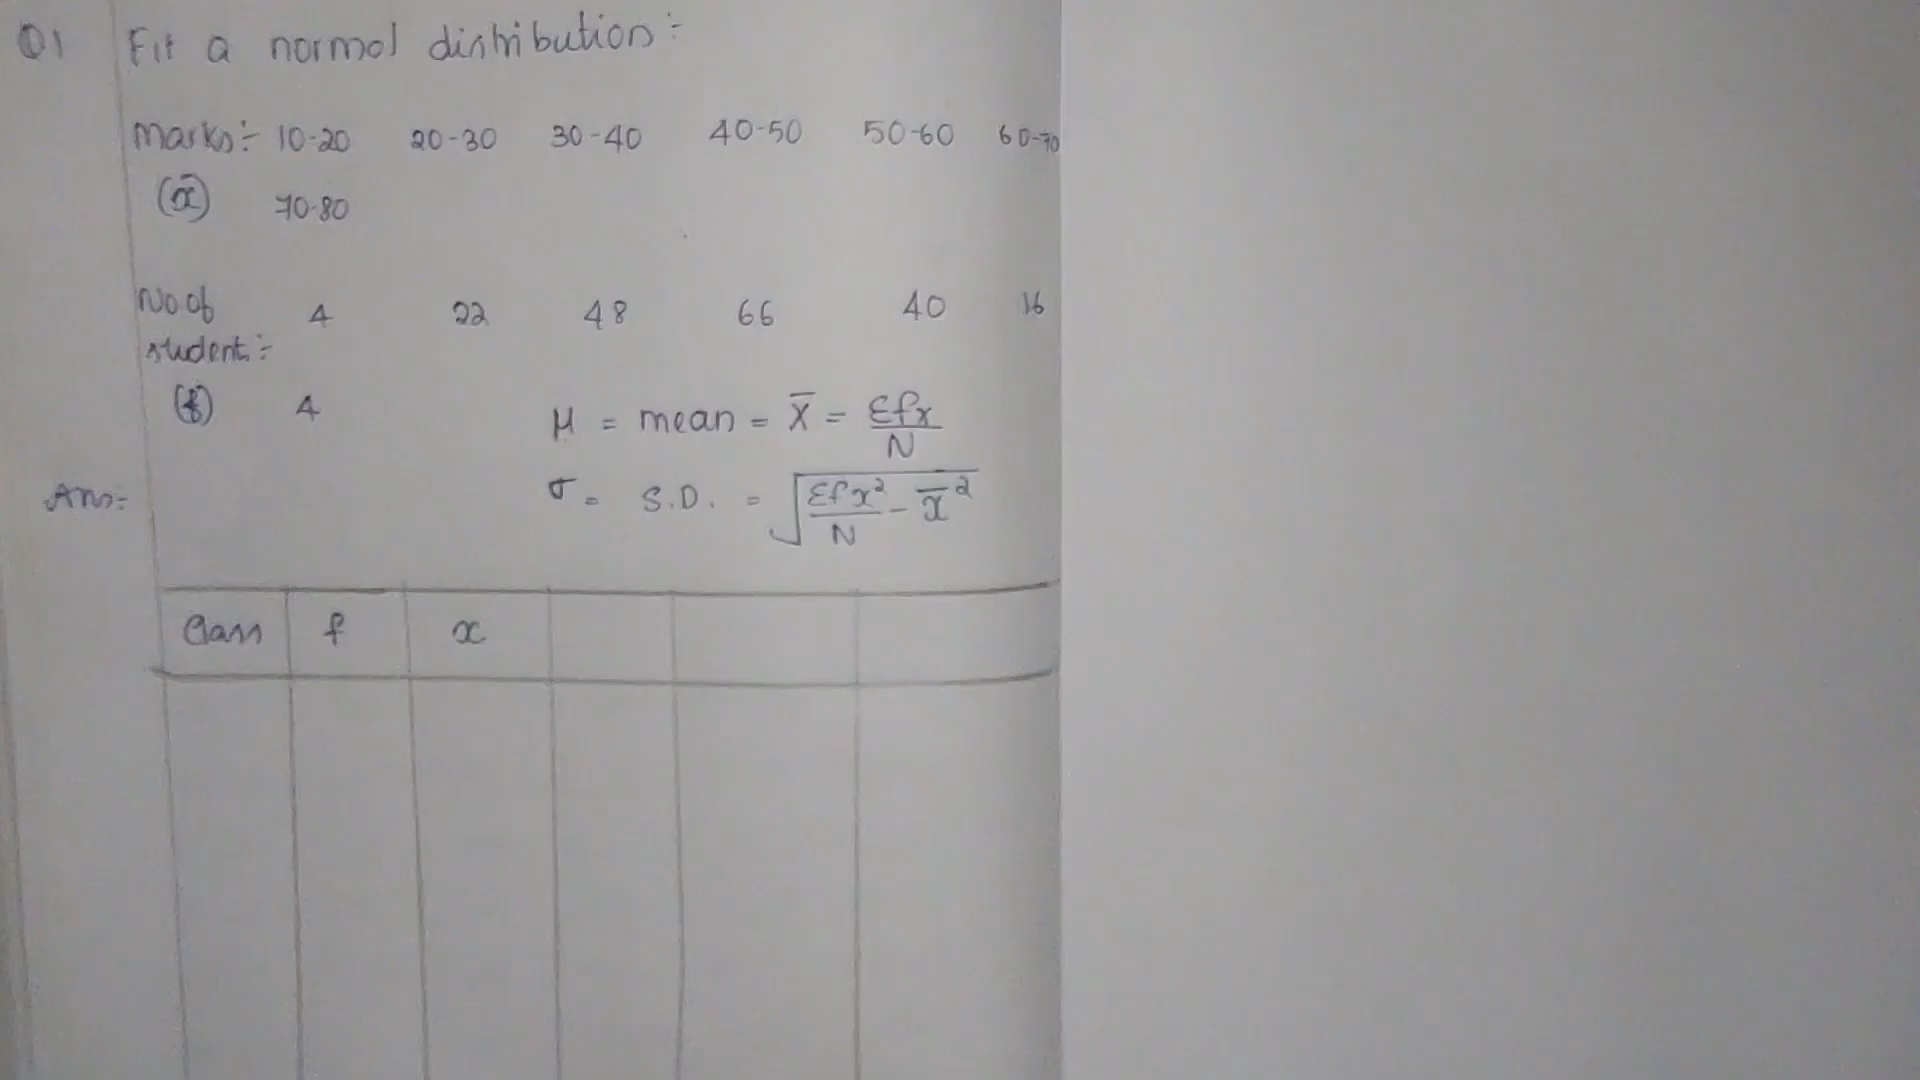 Q1 Fit a normal distribution :-
Marks :- 10-20 20-30 30-40 40-50 50-60 60-70
(x) 70-80
No of 4 22 48 66 40 16
student :-
(f) 4
μ = mean = X̄ = Σfx/N
Ans :-
σ = S.D. = √(Σfx²/N - x̄²)
Class f x